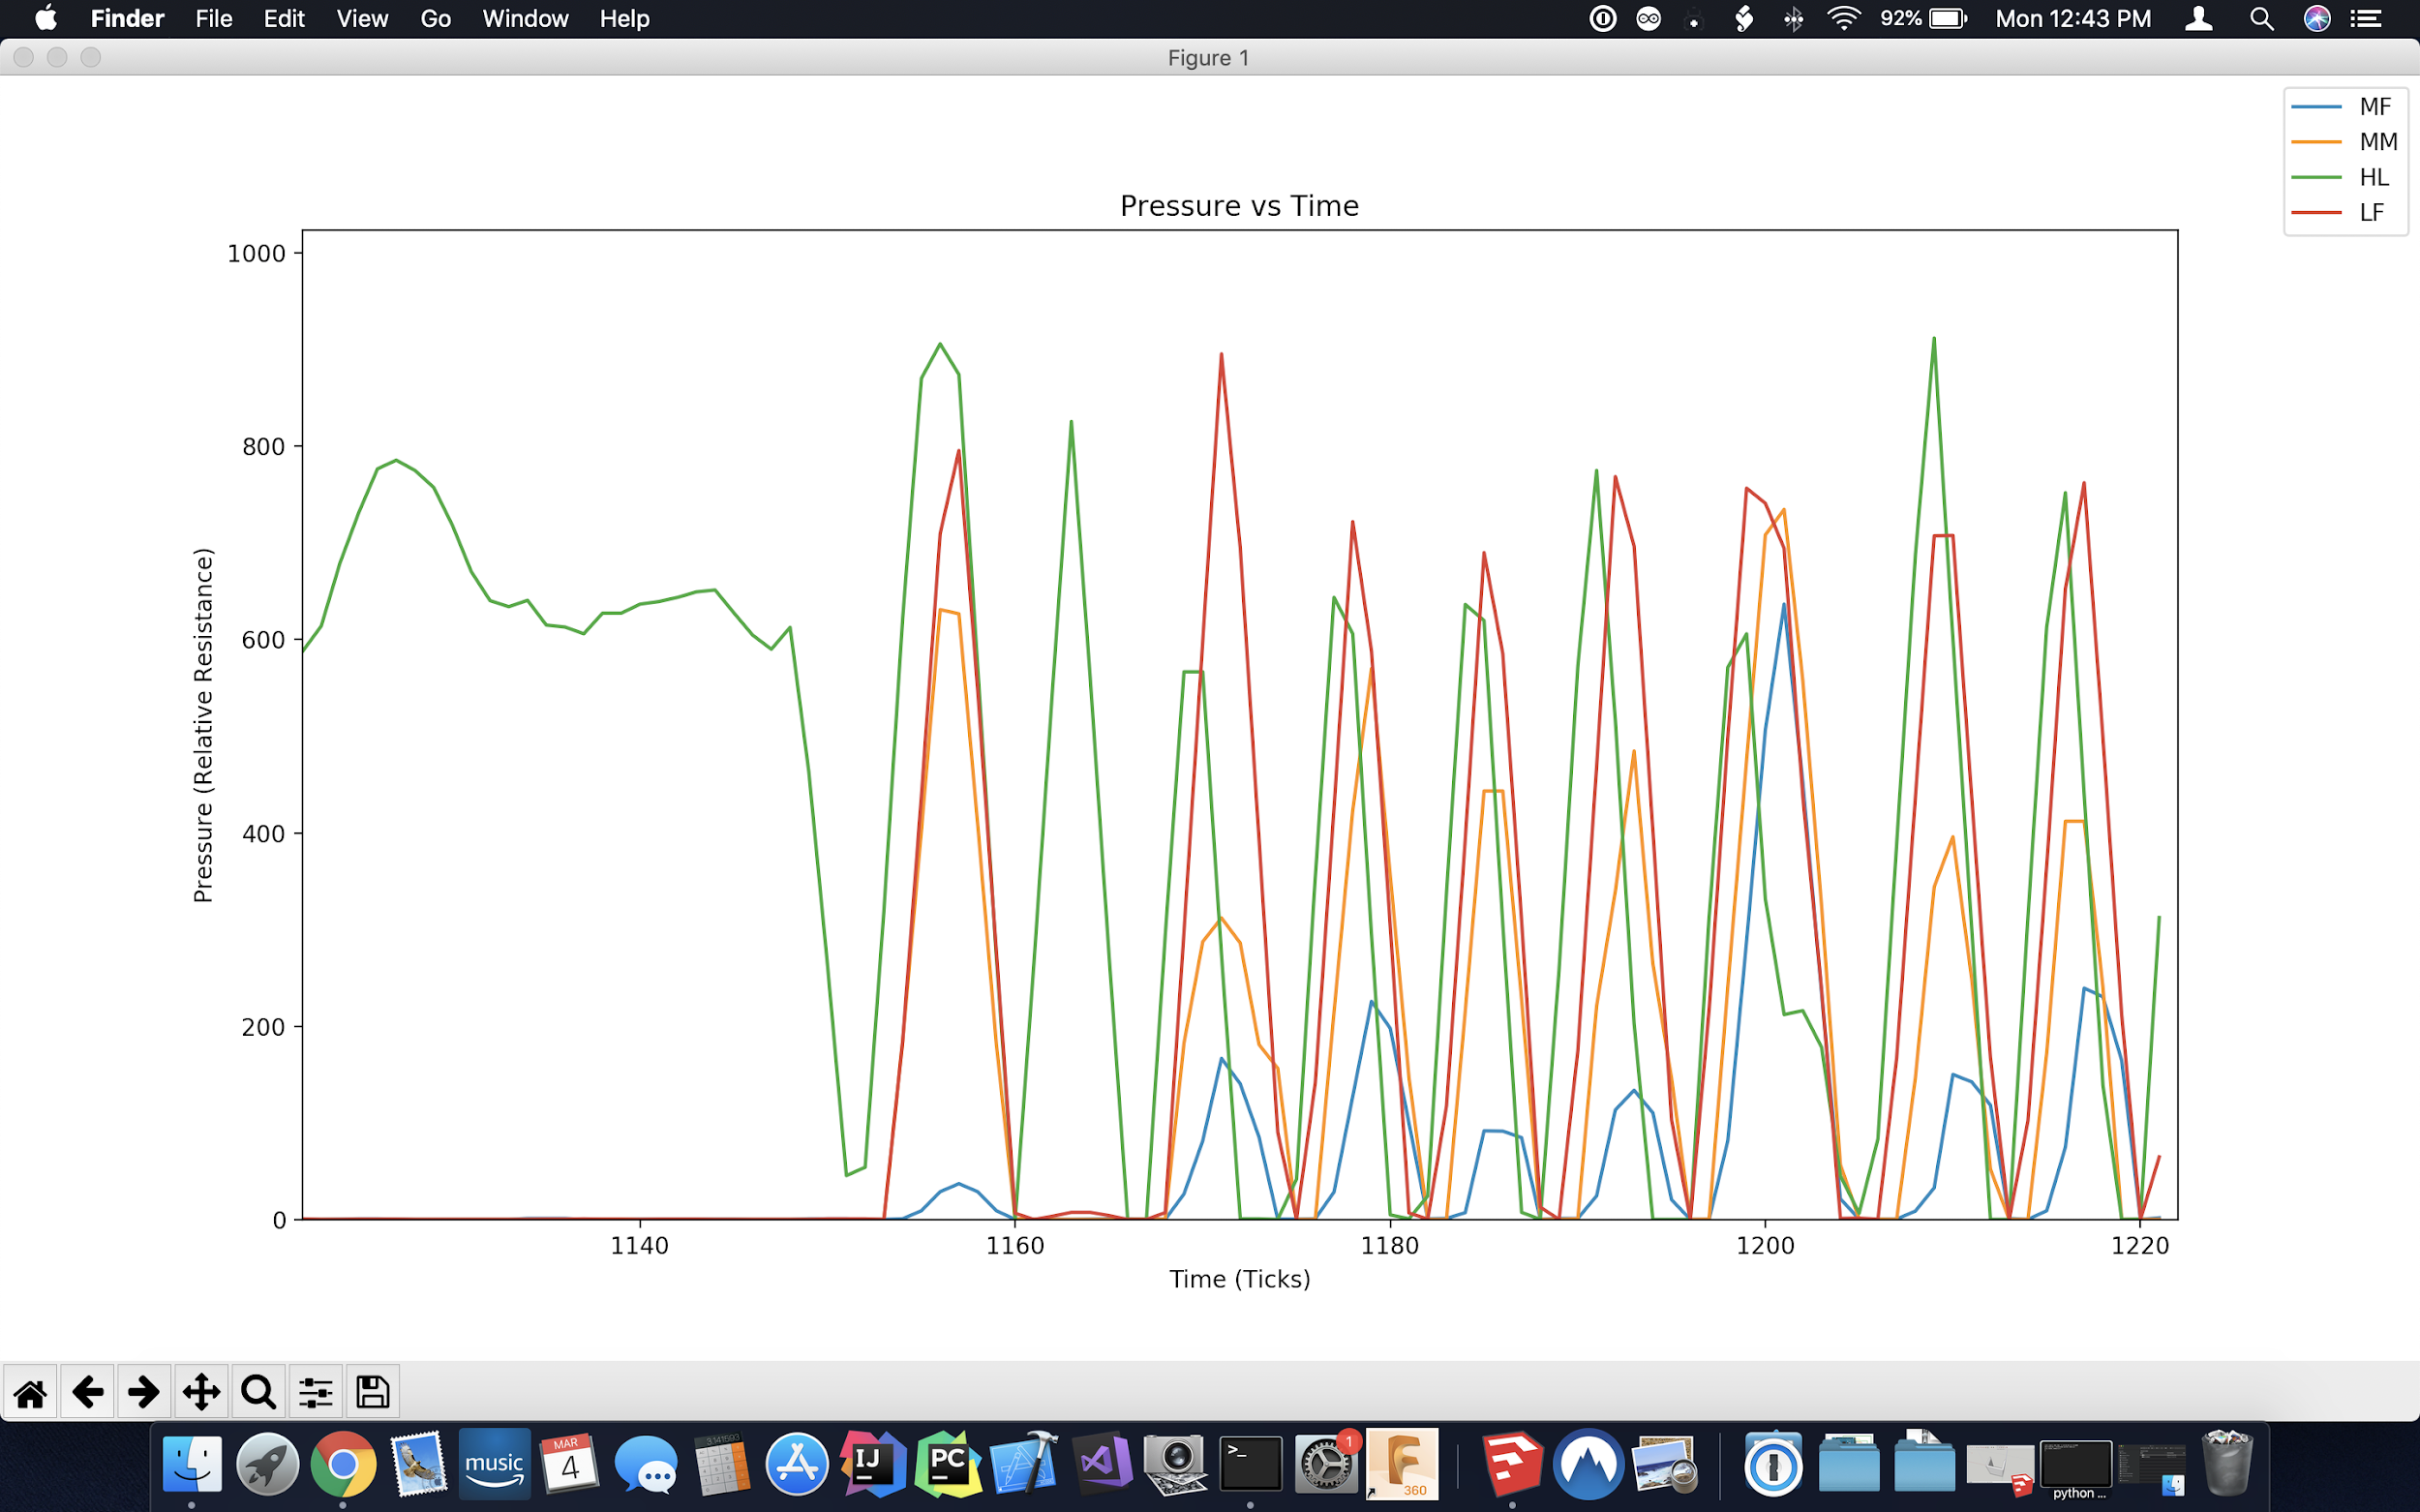 Finder File Edit View Go Window Help 92% Mon 12:43 PM
Figure 1
MF
MM
HL
LF
Pressure vs Time
1000
800
600
400
200
0
Pressure (Relative Resistance)
1140 1160 1180 1200 1220
Time (Ticks)
music
MAR
4
3.141593
IJ
PC
>_
1
360
python ...